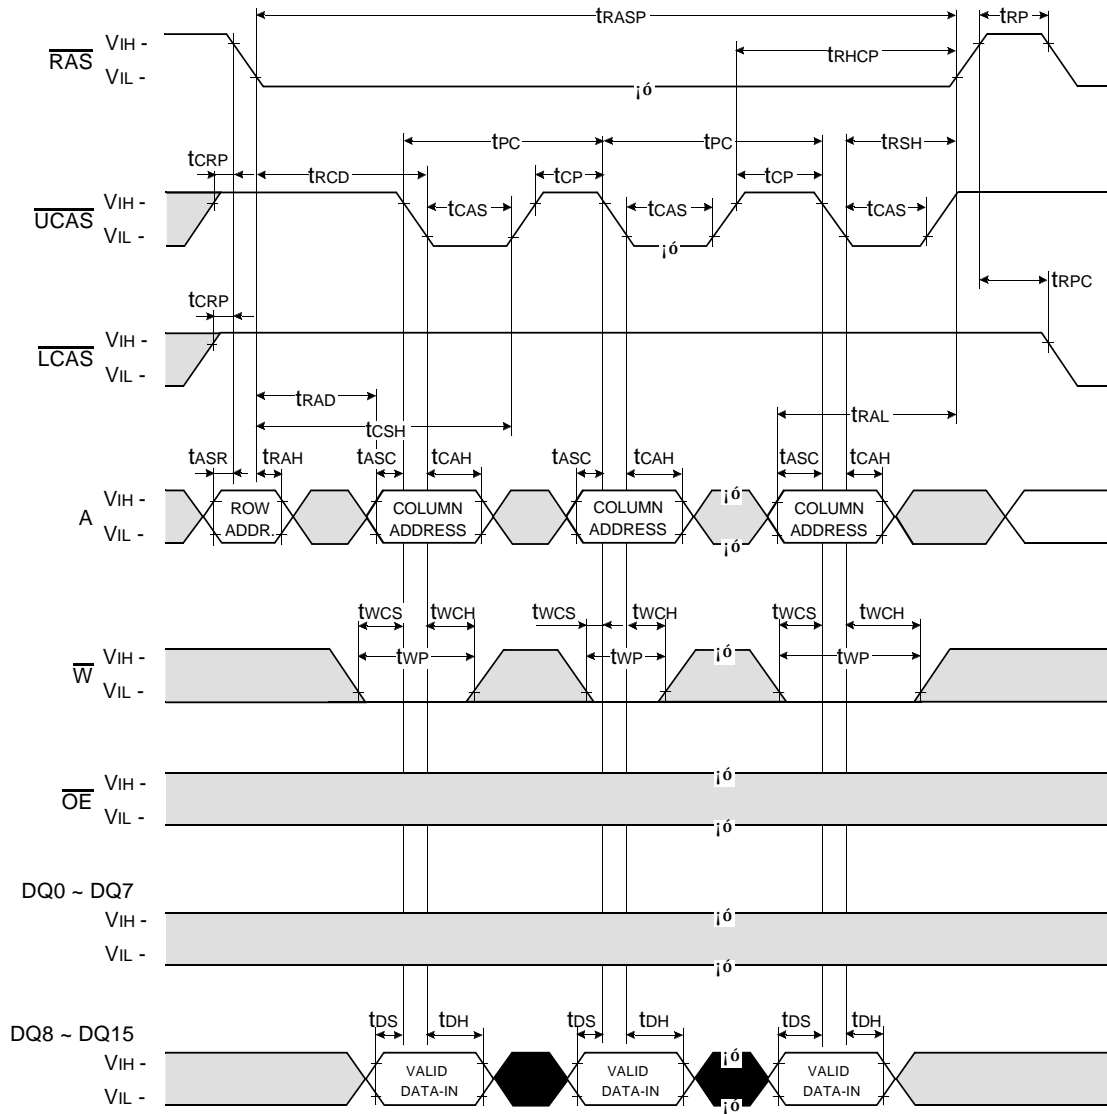 tRASP
tRP
RAS
VIH -
VIL -
tRHCP
¡ó
tPC
tPC
tRSH
tCRP
tRCD
tCP
tCP
UCAS
VIH -
VIL -
tCAS
tCAS
tCAS
¡ó
tRPC
tCRP
LCAS
VIH -
VIL -
tRAD
tCSH
tRAL
tASR
tRAH
tASC
tCAH
tASC
tCAH
tASC
tCAH
A
VIH -
VIL -
ROW
ADDR.
COLUMN
ADDRESS
COLUMN
ADDRESS
¡ó
¡ó
COLUMN
ADDRESS
tWCS
tWCH
tWCS
tWCH
tWCS
tWCH
W
VIH -
VIL -
tWP
tWP
tWP
¡ó
¡ó
OE
VIH -
VIL -
¡ó
¡ó
DQ0 ~ DQ7
VIH -
VIL -
¡ó
¡ó
DQ8 ~ DQ15
tDS
tDH
tDS
tDH
tDS
tDH
VIH -
VIL -
VALID
DATA-IN
VALID
DATA-IN
¡ó
¡ó
VALID
DATA-IN